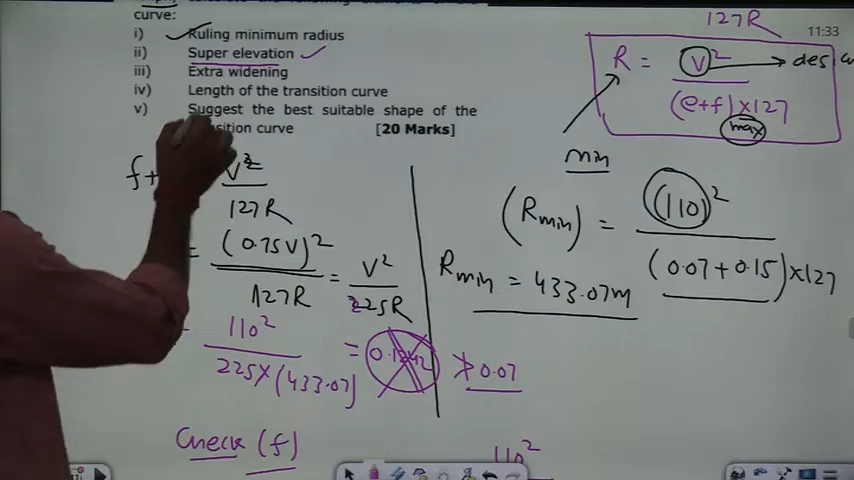 curve:
i) Ruling minimum radius
ii) Super elevation
iii) Extra widening
iv) Length of the transition curve
v) Suggest the best suitable shape of the
curve [20 Marks]
127R
11:33
R = V² / (e+f)×127 → des
max
min
f+ V² / 127R
= (0.75V)² / 127R = V² / 225R
110² / 225×(433.07) = > 0.07
(Rmin) = (110)² / (0.07+0.15)×127
Rmin = 433.07m
Check (f)
110²